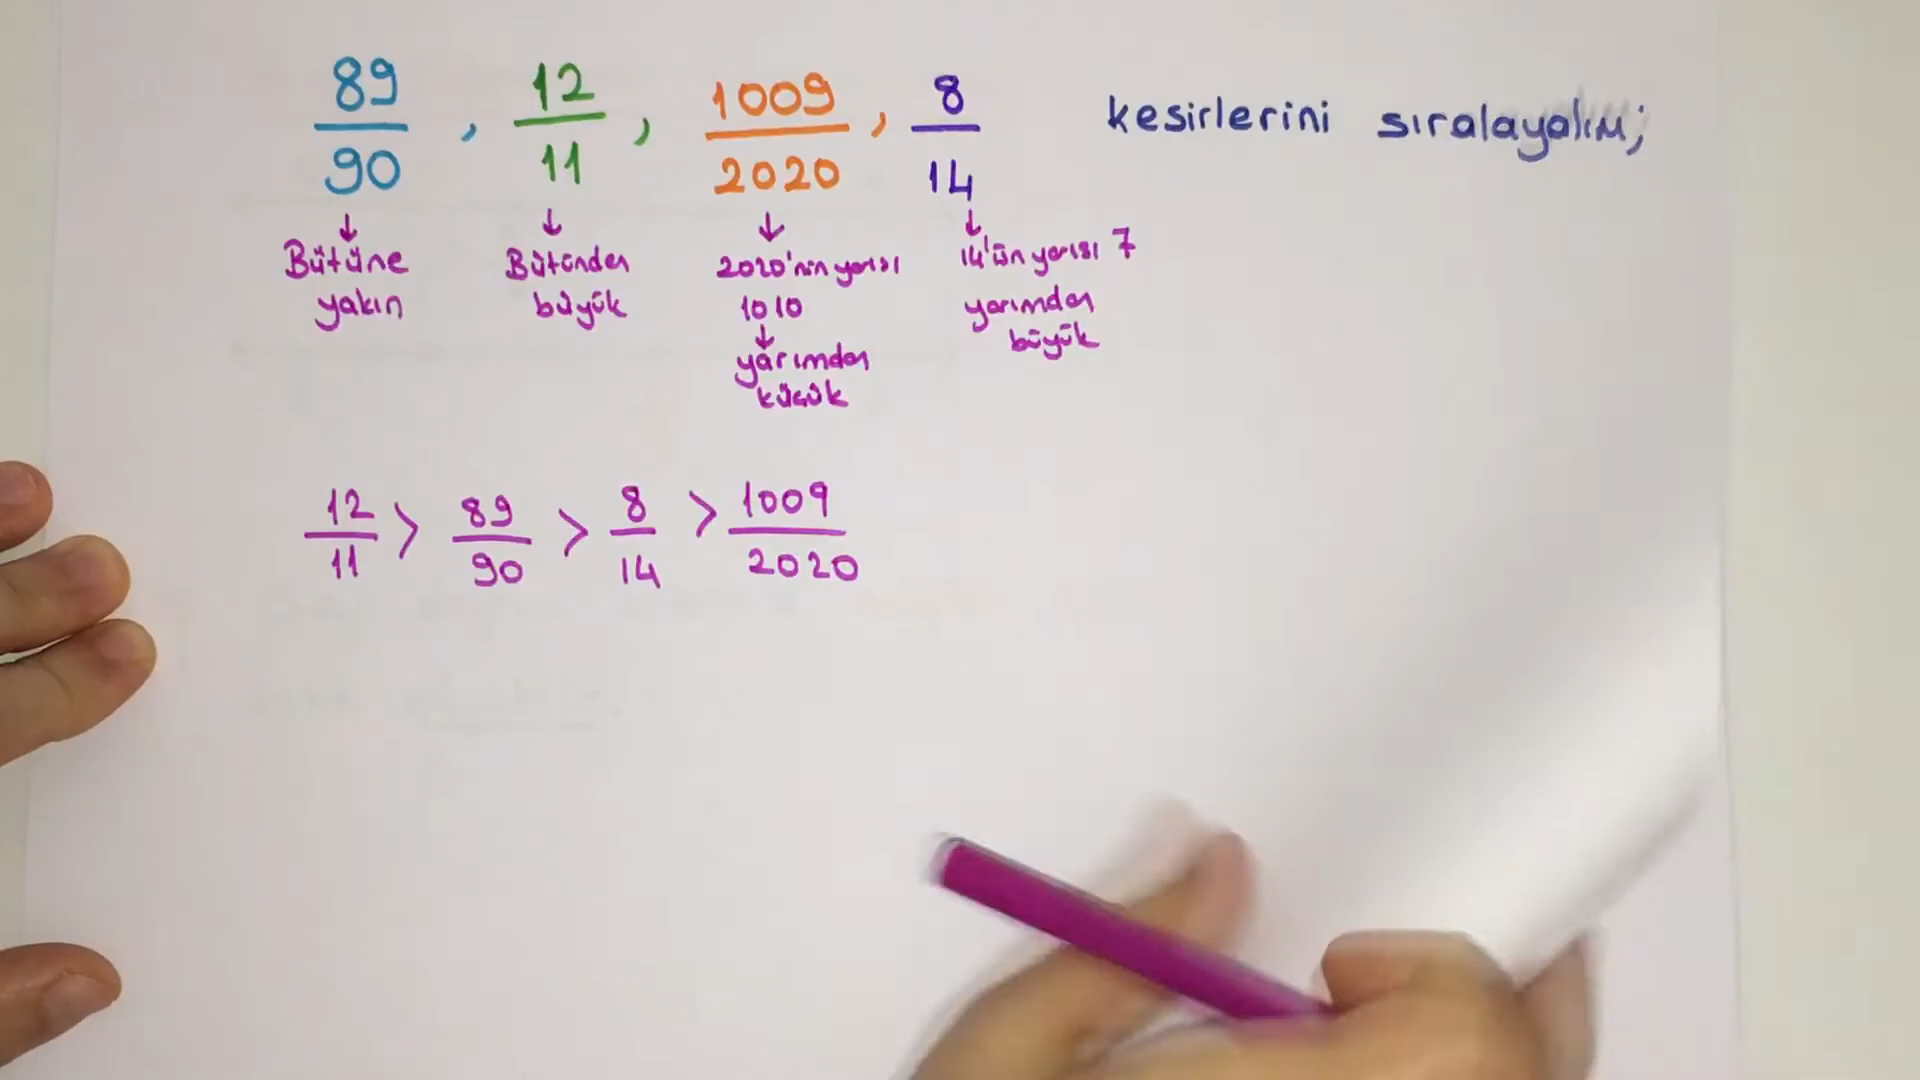 89/90 , 12/11 , 1009/2020 , 8/14 kesirlerini sıralayalım;
↓ Bütüne
yakın
↓ Bütünden
büyük
↓ 2020'nin yarısı
1010
↓
yarımdan
küçük
↓ 14'ün yarısı 7
yarımdan
büyük
12/11 > 89/90 > 8/14 > 1009/2020